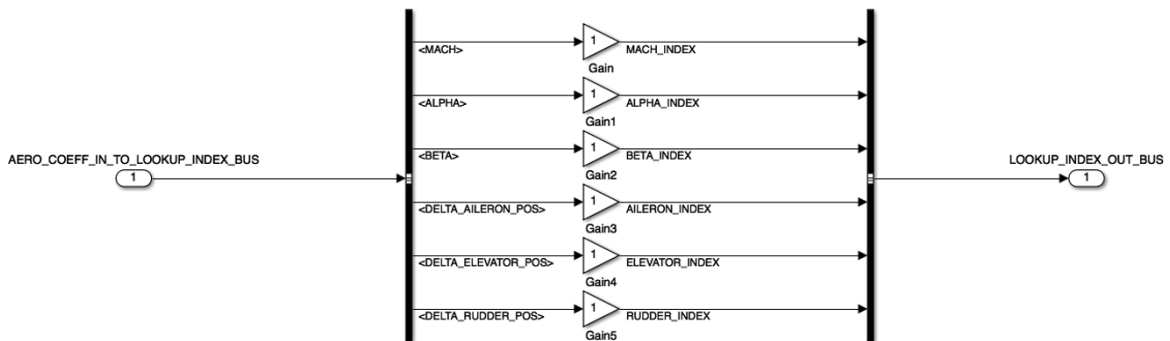 <MACH>
1
MACH_INDEX
Gain
<ALPHA>
1
ALPHA_INDEX
Gain1
<BETA>
1
BETA_INDEX
Gain2
AERO_COEFF_IN_TO_LOOKUP_INDEX_BUS
1
LOOKUP_INDEX_OUT_BUS
1
<DELTA_AILERON_POS>
1
AILERON_INDEX
Gain3
<DELTA_ELEVATOR_POS>
1
ELEVATOR_INDEX
Gain4
<DELTA_RUDDER_POS>
1
RUDDER_INDEX
Gain5